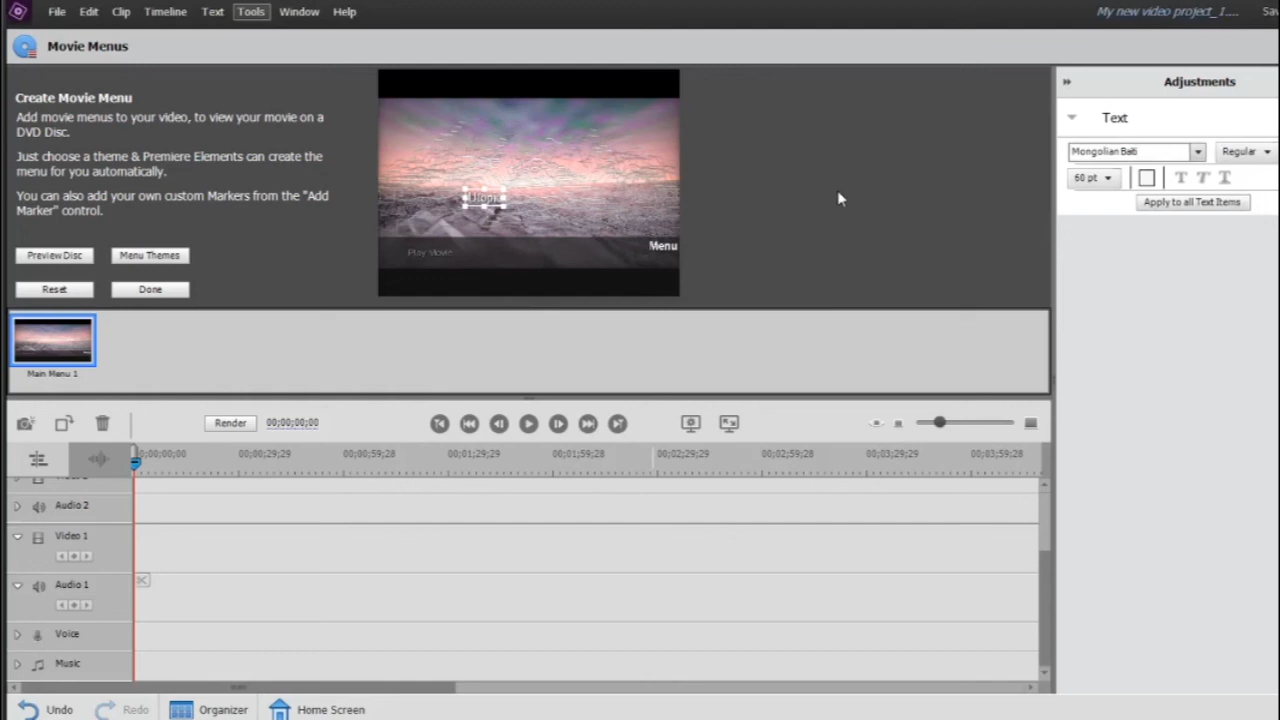 File Edit Clip Timeline Text Tools Window Help My new video project_1....
Movie Menus
Create Movie Menu
Add movie menus to your video, to view your movie on a
DVD Disc.
Just choose a theme & Premiere Elements can create the
menu for you automatically.
You can also add your own custom Markers from the "Add
Marker" control.
Preview Disc Menu Themes
Reset Done
Menu
Play Movie
Adjustments
Text
Mongolian Baiti Regular
60 pt T T T
Apply to all Text Items
Main Menu 1
Render 00;00;00;00
0;00;00;00 00;00;29;29 00;00;59;28 00;01;29;29 00;01;59;28 00;02;29;29 00;02;59;28 00;03;29;29 00;03;59;28
Audio 2
Video 1
Audio 1
Voice
Music
Undo Redo Organizer Home Screen